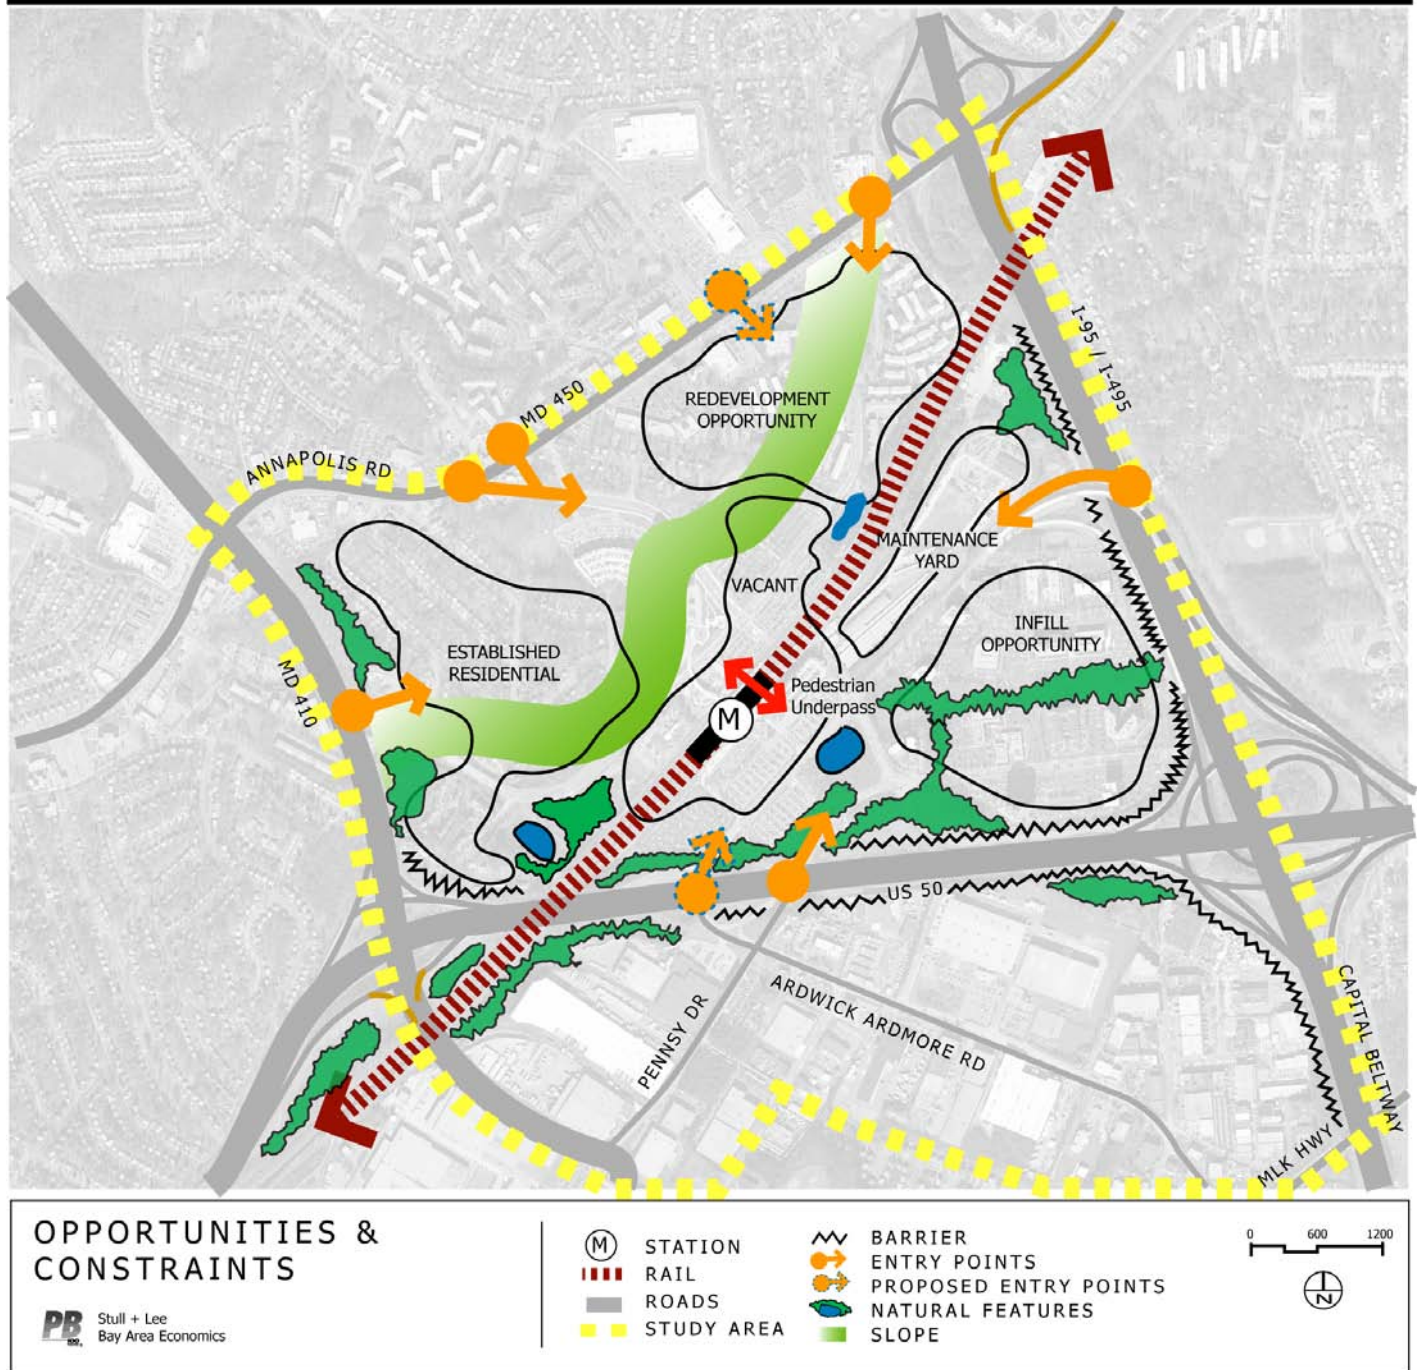 MD 450
ANNAPOLIS RD
I-95 / I-495
REDEVELOPMENT
OPPORTUNITY
MAINTENANCE
YARD
VACANT
INFILL
OPPORTUNITY
ESTABLISHED
RESIDENTIAL
MD 410
Pedestrian
Underpass
M
US 50
PENNSY DR
ARDWICK ARDMORE RD
CAPITAL BELTWAY
MLK HWY
OPPORTUNITIES &
CONSTRAINTS
PB
Stull + Lee
Bay Area Economics
M STATION
RAIL
ROADS
STUDY AREA
BARRIER
ENTRY POINTS
PROPOSED ENTRY POINTS
NATURAL FEATURES
SLOPE
0 600 1200
N